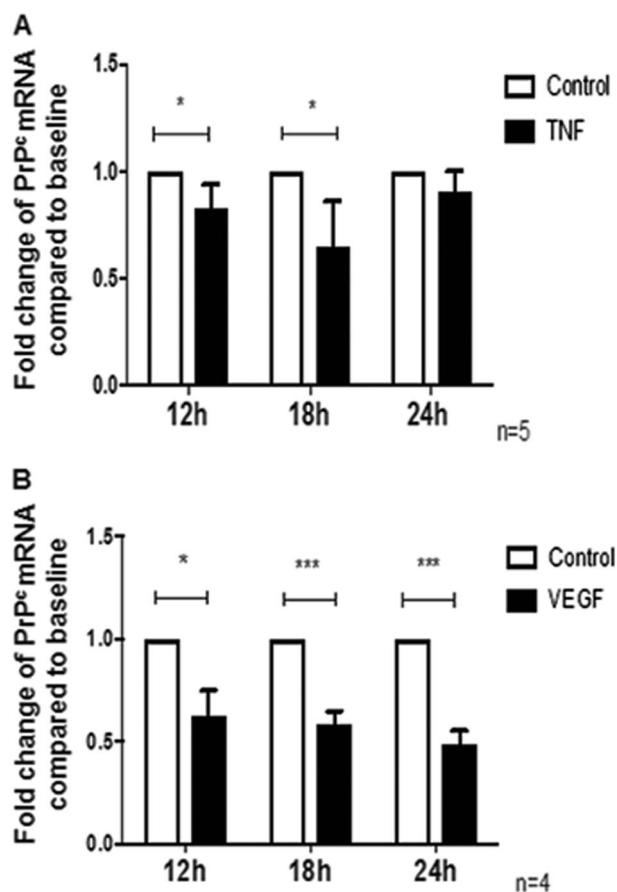 A
Fold change of PrPᶜ mRNA
compared to baseline
1.5
1.0
0.5
0.0
*
*
Control
TNF
12h
18h
24h
n=5
B
Fold change of PrPᶜ mRNA
compared to baseline
1.5
1.0
0.5
0.0
*
***
***
Control
VEGF
12h
18h
24h
n=4